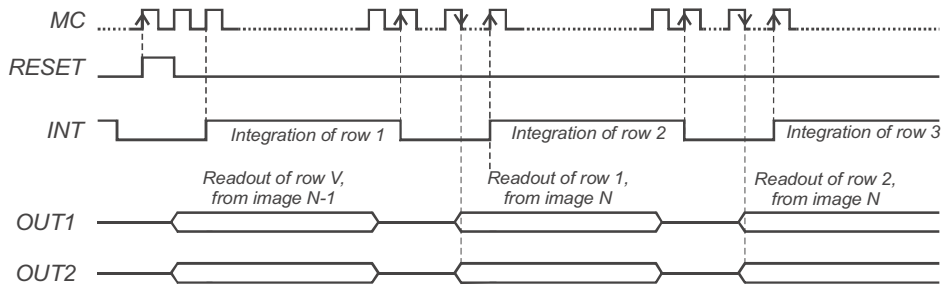 MC
RESET
INT
Integration of row 1
Integration of row 2
Integration of row 3
Readout of row V,
from image N-1
Readout of row 1,
from image N
Readout of row 2,
from image N
OUT1
OUT2